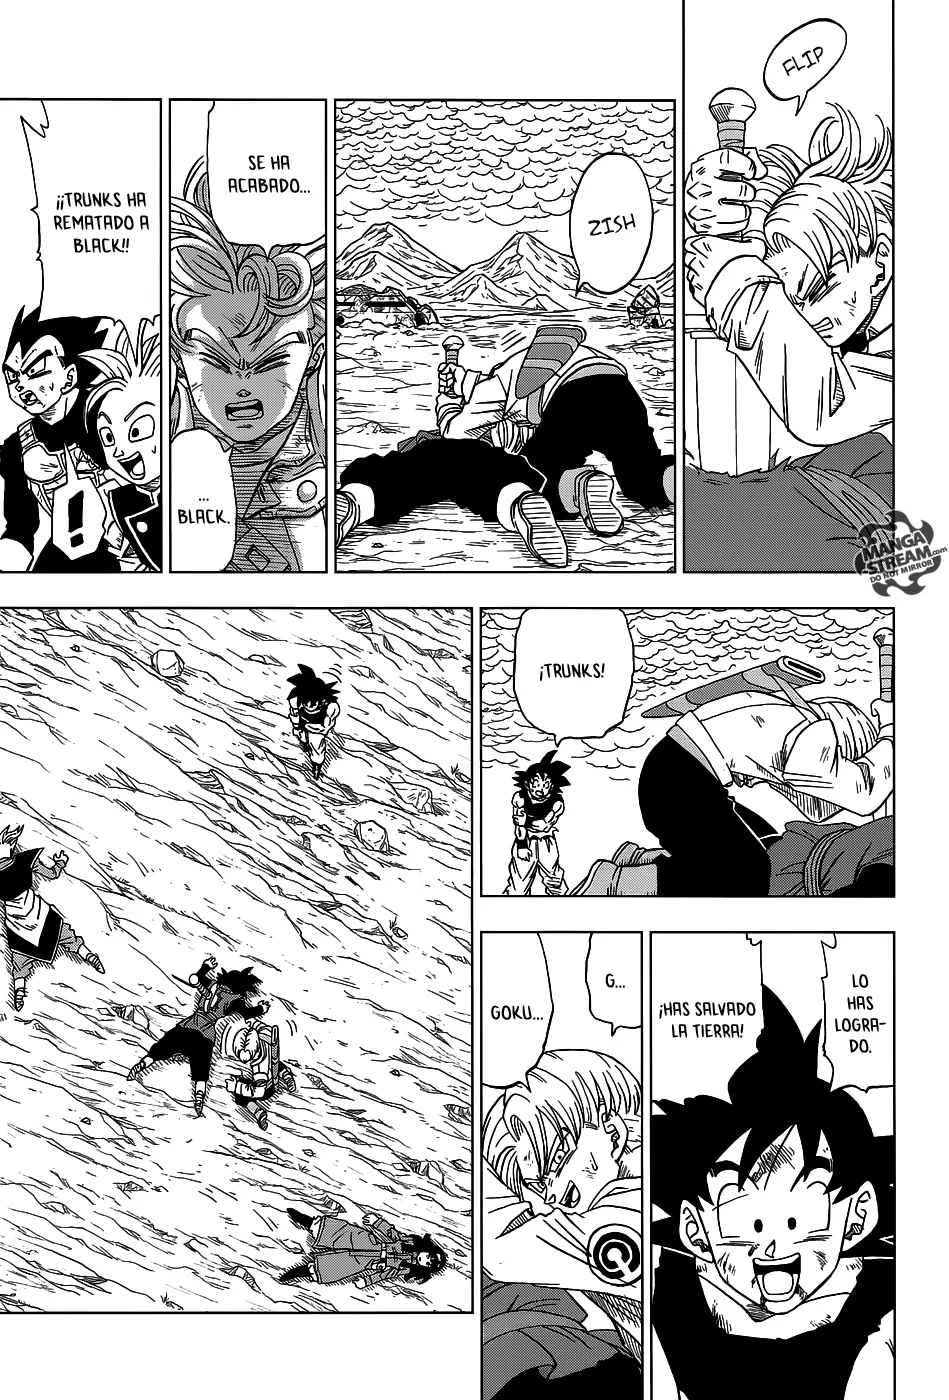 FLIP
ZISH
SE HA
ACABADO...
...
BLACK.
¡¡TRUNKS HA
REMATADO A
BLACK!!
!
MANGA
STREAM.com
DO NOT MIRROR
¡TRUNKS!
LO
HAS
LOGRA-
DO.
¡HAS SALVADO
LA TIERRA!
G...
GOKU...